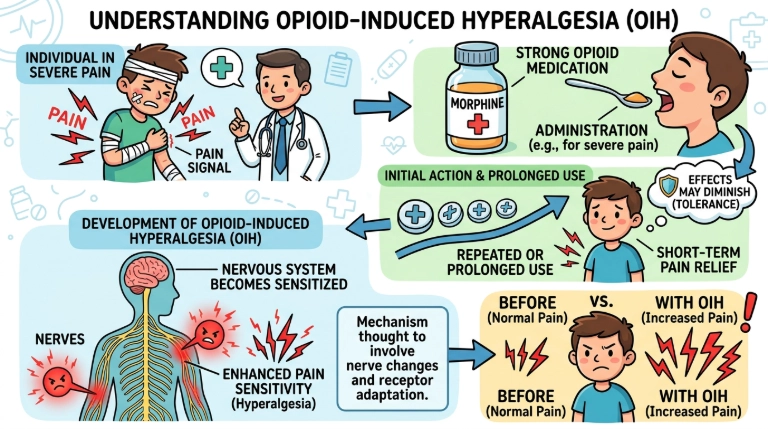 UNDERSTANDING OPIOID-INDUCED HYPERALGESIA (OIH)
INDIVIDUAL IN
SEVERE PAIN
PAIN
PAIN
PAIN
SIGNAL
STRONG OPIOID
MEDICATION
MORPHINE
ADMINISTRATION
(e.g., for severe pain)
INITIAL ACTION & PROLONGED USE
EFFECTS
MAY DIMINISH
(TOLERANCE)
REPEATED OR
PROLONGED USE
SHORT-TERM
PAIN RELIEF
DEVELOPMENT OF OPIOID-INDUCED
HYPERALGESIA (OIH)
NERVOUS SYSTEM
BECOMES SENSITIZED
NERVES
ENHANCED PAIN
SENSITIVITY
(Hyperalgesia)
Mechanism
thought to
involve
nerve changes
and receptor
adaptation.
BEFORE
(Normal Pain)
VS.
WITH OIH
(Increased Pain)
!
BEFORE
(Normal Pain)
WITH OIH
(Increased Pain)